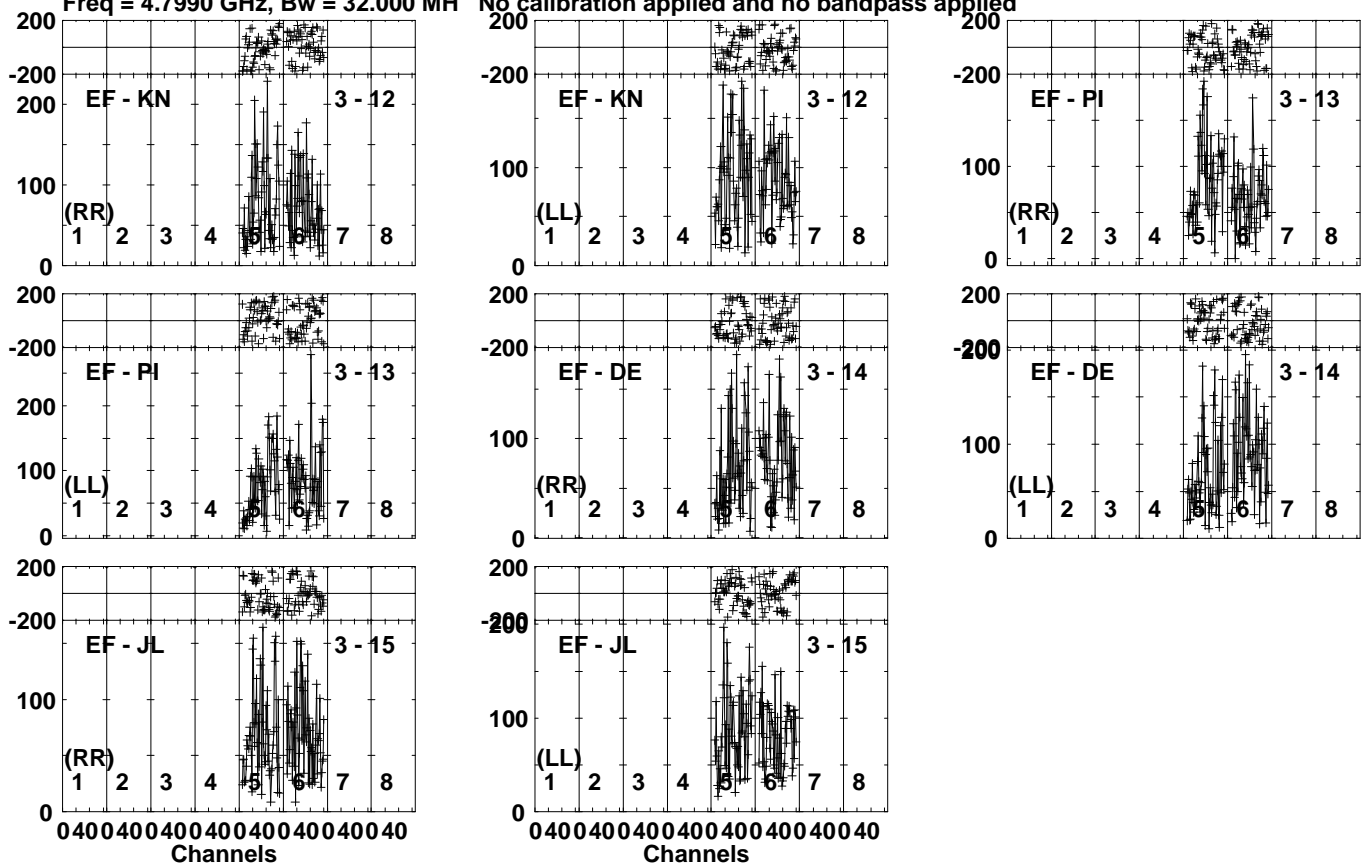 Freq = 4.7990 GHz, Bw = 32.000 MH No calibration applied and no bandpass applied
200 200 200
-200 -200 -200
EF - KN 3 - 12 EF - KN 3 - 12 EF - PI 3 - 13
200 200 200
100 100 100
(RR) (LL) (RR)
1 2 3 4 5 6 7 8 1 2 3 4 5 6 7 8 1 2 3 4 5 6 7 8
0 0 0
200 200 200
-200 -200 -200
200
EF - PI 3 - 13 EF - DE 3 - 14 EF - DE 3 - 14
200
100 100 100
(LL) (RR) (LL)
1 2 3 4 5 6 7 8 1 2 3 4 5 6 7 8 1 2 3 4 5 6 7 8
0 0 0
200 200
-200 -200
200 200
EF - JL 3 - 15 EF - JL 3 - 15
100 100
(RR) (LL)
1 2 3 4 5 6 7 8 1 2 3 4 5 6 7 8
0 0
0 40 0 40 0 40 0 40 0 40 0 40 0 40 0 40 0 40 0 40 0 40 0 40 0 40 0 40 0 40 0 40
Channels Channels